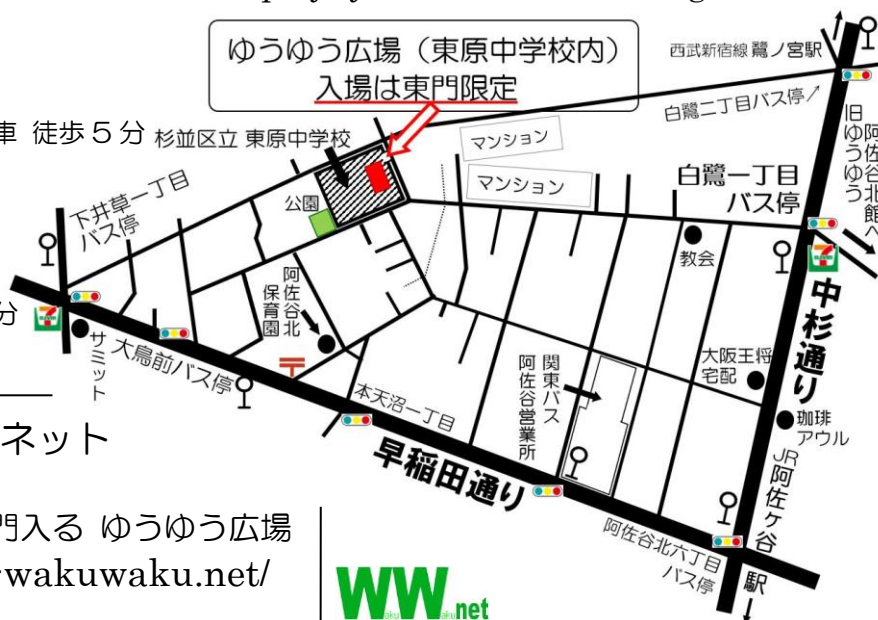 ゆうゆう広場（東原中学校内）
入場は東門限定
西武新宿線 鷺ノ宮駅
車 徒歩５分
杉並区立 東原中学校
白鷺二丁目バス停
旧阿佐谷北館へ
ゆうゆう
マンション
マンション
白鷺一丁目
バス停
下井草一丁目
バス停
公園
教会
7 ELEVEN
阿佐谷北
保育園
分
7 ELEVEN
サミット
大鳥前バス停
中杉通り
大阪王将
宅配
関東バス
阿佐谷営業所
本天沼一丁目
珈琲
アウル
ネット
早稲田通り
JR阿佐ヶ谷駅
門入る ゆうゆう広場
wakuwaku.net/
阿佐谷北六丁目
バス停
WW.net